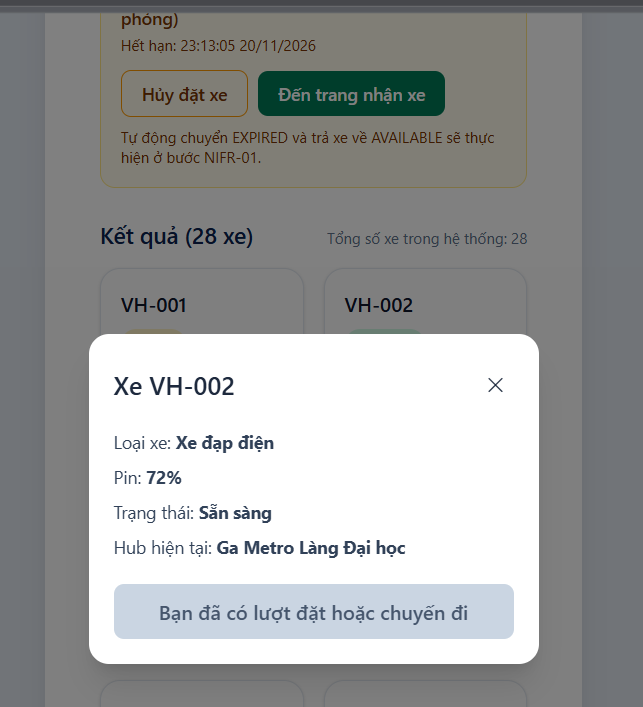 phóng)
Hết hạn: 23:13:05 20/11/2026
Hủy đặt xe
Đến trang nhận xe
Tự động chuyển EXPIRED và trả xe về AVAILABLE sẽ thực
hiện ở bước NIFR-01.
Kết quả (28 xe)
Tổng số xe trong hệ thống: 28
VH-001
VH-002
Xe VH-002
Loại xe: Xe đạp điện
Pin: 72%
Trạng thái: Sẵn sàng
Hub hiện tại: Ga Metro Làng Đại học
Bạn đã có lượt đặt hoặc chuyến đi